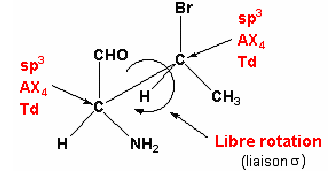 Br
sp³
AX₄
Td
sp³
AX₄
Td
CHO
C
H
CH₃
C
H
NH₂
Libre rotation
(liaison σ)